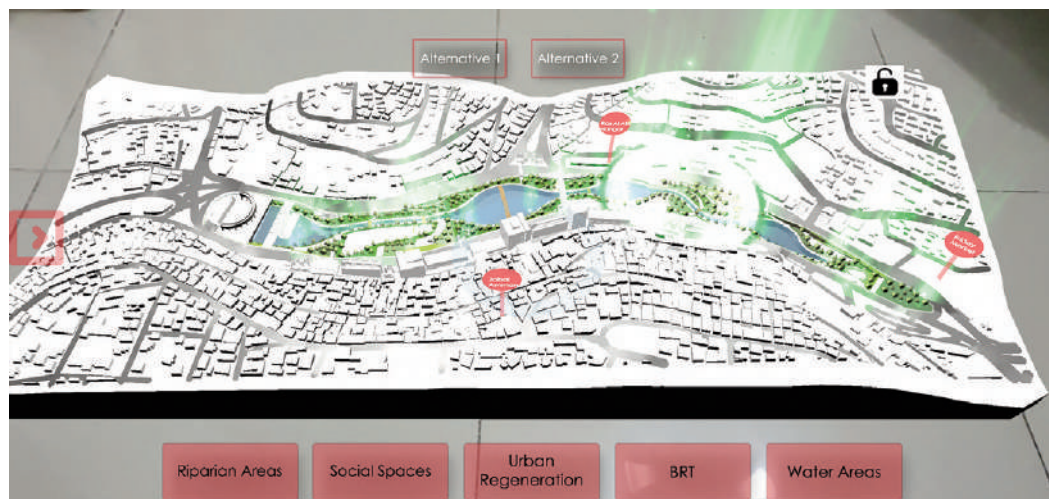 Alternative 1
Alternative 2
Riparian Areas
Social Spaces
Urban
Regeneration
BRT
Water Areas